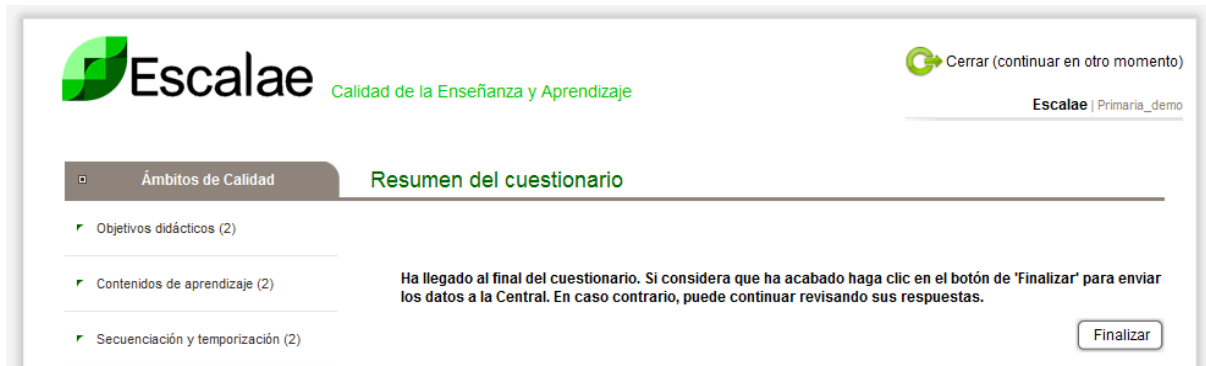 Escalae
Calidad de la Enseñanza y Aprendizaje
Cerrar (continuar en otro momento)
Escalae | Primaria_demo
Ámbitos de Calidad
Resumen del cuestionario
Objetivos didácticos (2)
Contenidos de aprendizaje (2)
Secuenciación y temporización (2)
Ha llegado al final del cuestionario. Si considera que ha acabado haga clic en el botón de 'Finalizar' para enviar
los datos a la Central. En caso contrario, puede continuar revisando sus respuestas.
Finalizar